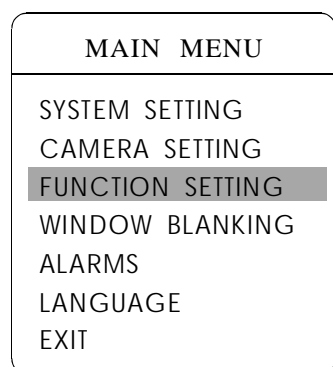 MAIN MENU
SYSTEM SETTING
CAMERA SETTING
FUNCTION SETTING
WINDOW BLANKING
ALARMS
LANGUAGE
EXIT